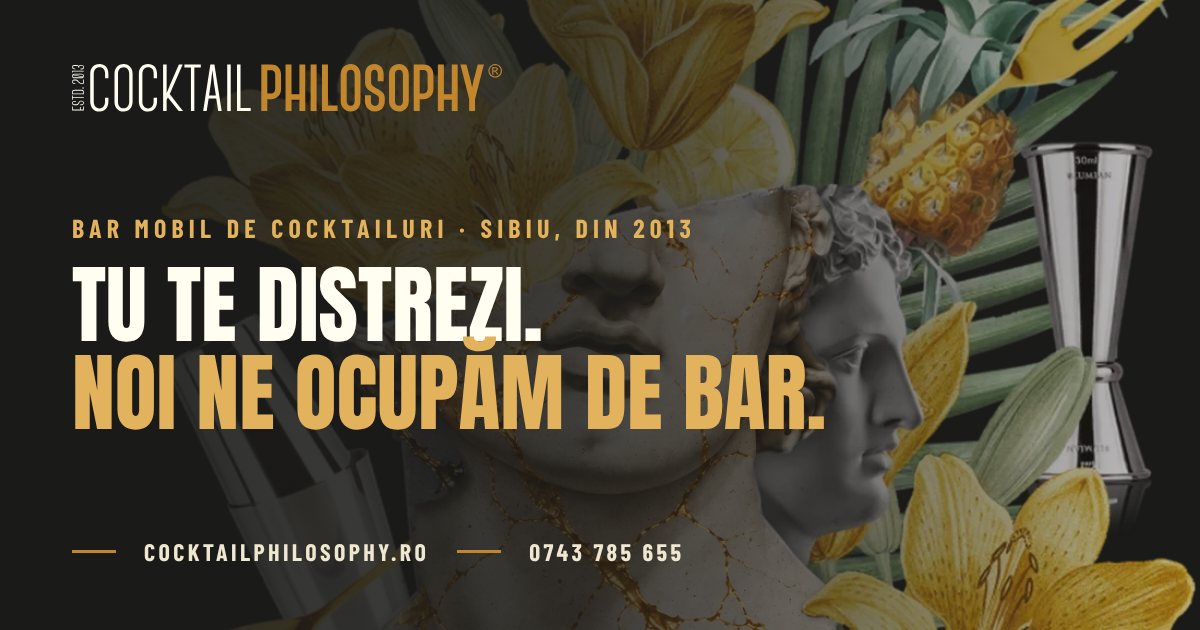 ESTD. 2013 COCKTAIL PHILOSOPHY®
BAR MOBIL DE COCKTAILURI · SIBIU, DIN 2013
TU TE DISTREZI.
NOI NE OCUPĂM DE BAR.
COCKTAILPHILOSOPHY.RO
0743 785 655
30ml